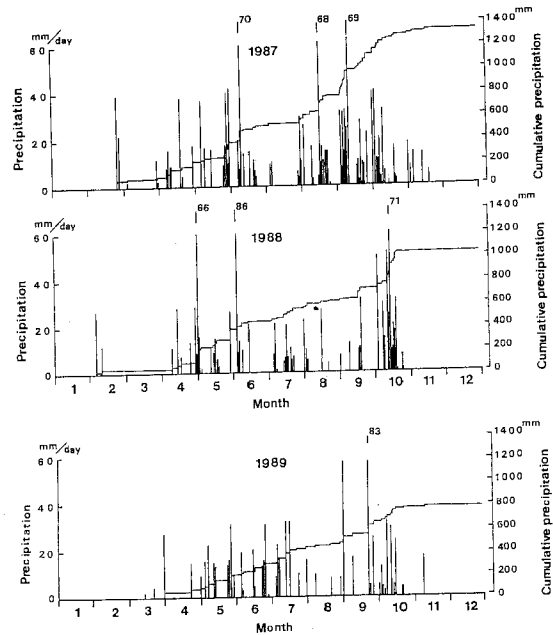 70 68 69
mm/day 1987 mm
60 40 20 0
Precipitation
1400 1200 1000 800 600 400 200 0
Cumulative precipitation
66 86 71
mm/day 1988 mm
60 40 20 0
Precipitation
1400 1200 1000 800 600 400 200 0
Cumulative precipitation
1 2 3 4 5 6 7 8 9 10 11 12
Month
83
mm/day 1989 mm
60 40 20 0
Precipitation
1400 1200 1000 800 600 400 200 0
Cumulative precipitation
1 2 3 4 5 6 7 8 9 10 11 12
Month